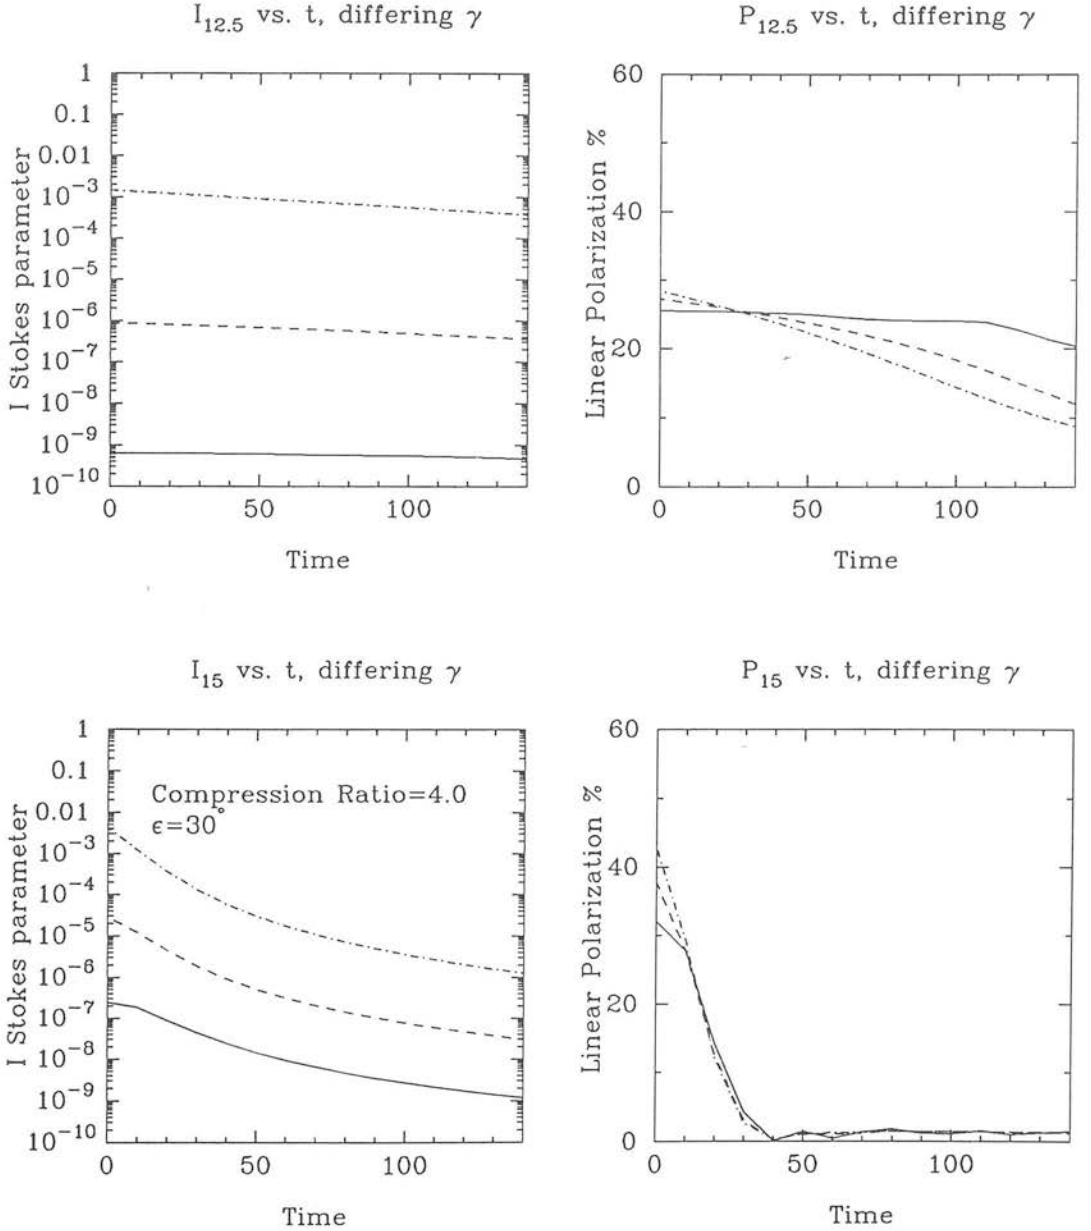 I₁₂.₅ vs. t, differing γ
P₁₂.₅ vs. t, differing γ
1
0.1
0.01
10⁻³
10⁻⁴
10⁻⁵
10⁻⁶
10⁻⁷
10⁻⁸
10⁻⁹
10⁻¹⁰
I Stokes parameter
0 50 100
Time
60
40
20
0
Linear Polarization %
0 50 100
Time
I₁₅ vs. t, differing γ
P₁₅ vs. t, differing γ
1
0.1
0.01
10⁻³
10⁻⁴
10⁻⁵
10⁻⁶
10⁻⁷
10⁻⁸
10⁻⁹
10⁻¹⁰
I Stokes parameter
Compression Ratio=4.0
ϵ=30°
0 50 100
Time
60
40
20
0
Linear Polarization %
0 50 100
Time